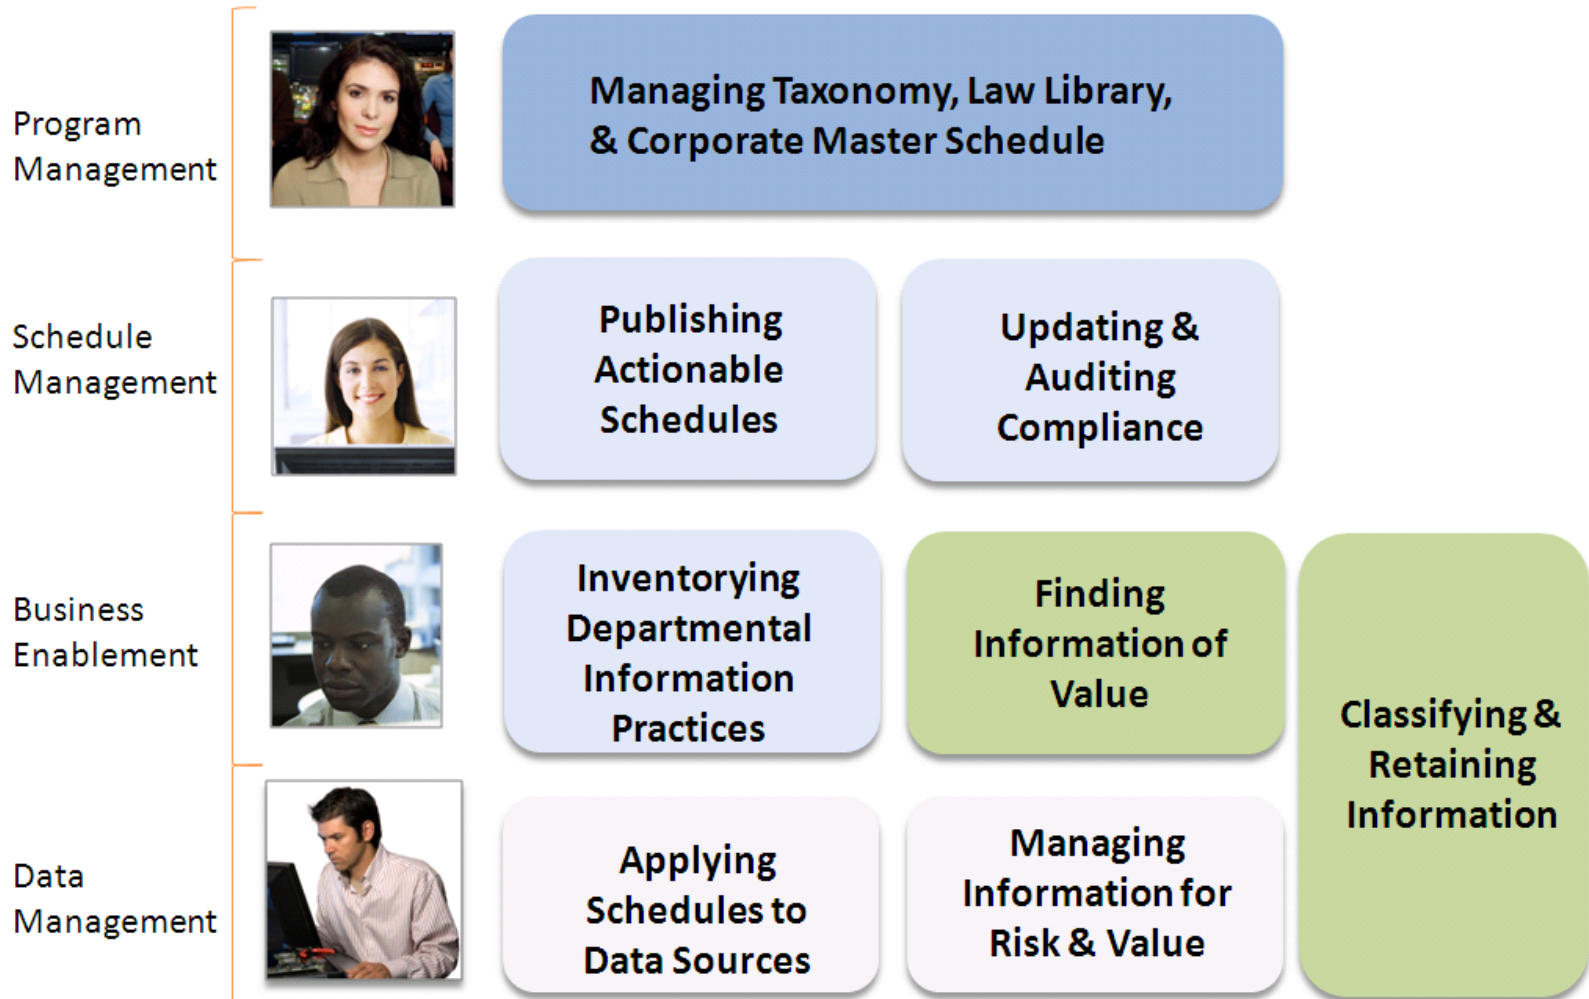 Program
Management
Managing Taxonomy, Law Library,
& Corporate Master Schedule
Schedule
Management
Publishing
Actionable
Schedules
Updating &
Auditing
Compliance
Business
Enablement
Inventorying
Departmental
Information
Practices
Finding
Information of
Value
Classifying &
Retaining
Information
Data
Management
Applying
Schedules to
Data Sources
Managing
Information for
Risk & Value